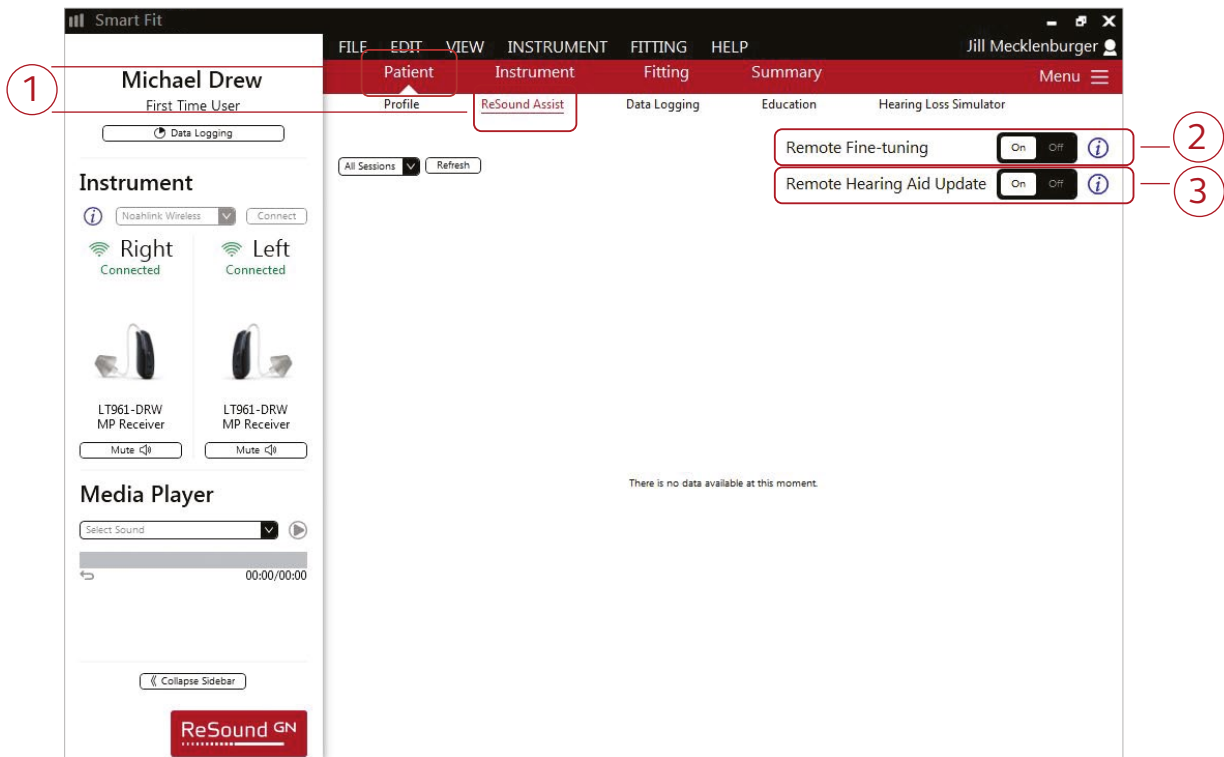 Smart Fit
FILE EDIT VIEW INSTRUMENT FITTING HELP
Jill Mecklenburger
Patient Instrument Fitting Summary
Menu
Profile ReSound Assist Data Logging Education Hearing Loss Simulator
1
Michael Drew
First Time User
Data Logging
All Sessions Refresh
Remote Fine-tuning On Off i
2
Remote Hearing Aid Update On Off i
3
Instrument
i Noahlink Wireless Connect
Right Left
Connected Connected
LT961-DRW LT961-DRW
MP Receiver MP Receiver
Mute Mute
There is no data available at this moment.
Media Player
Select Sound
00:00/00:00
Collapse Sidebar
ReSound GN